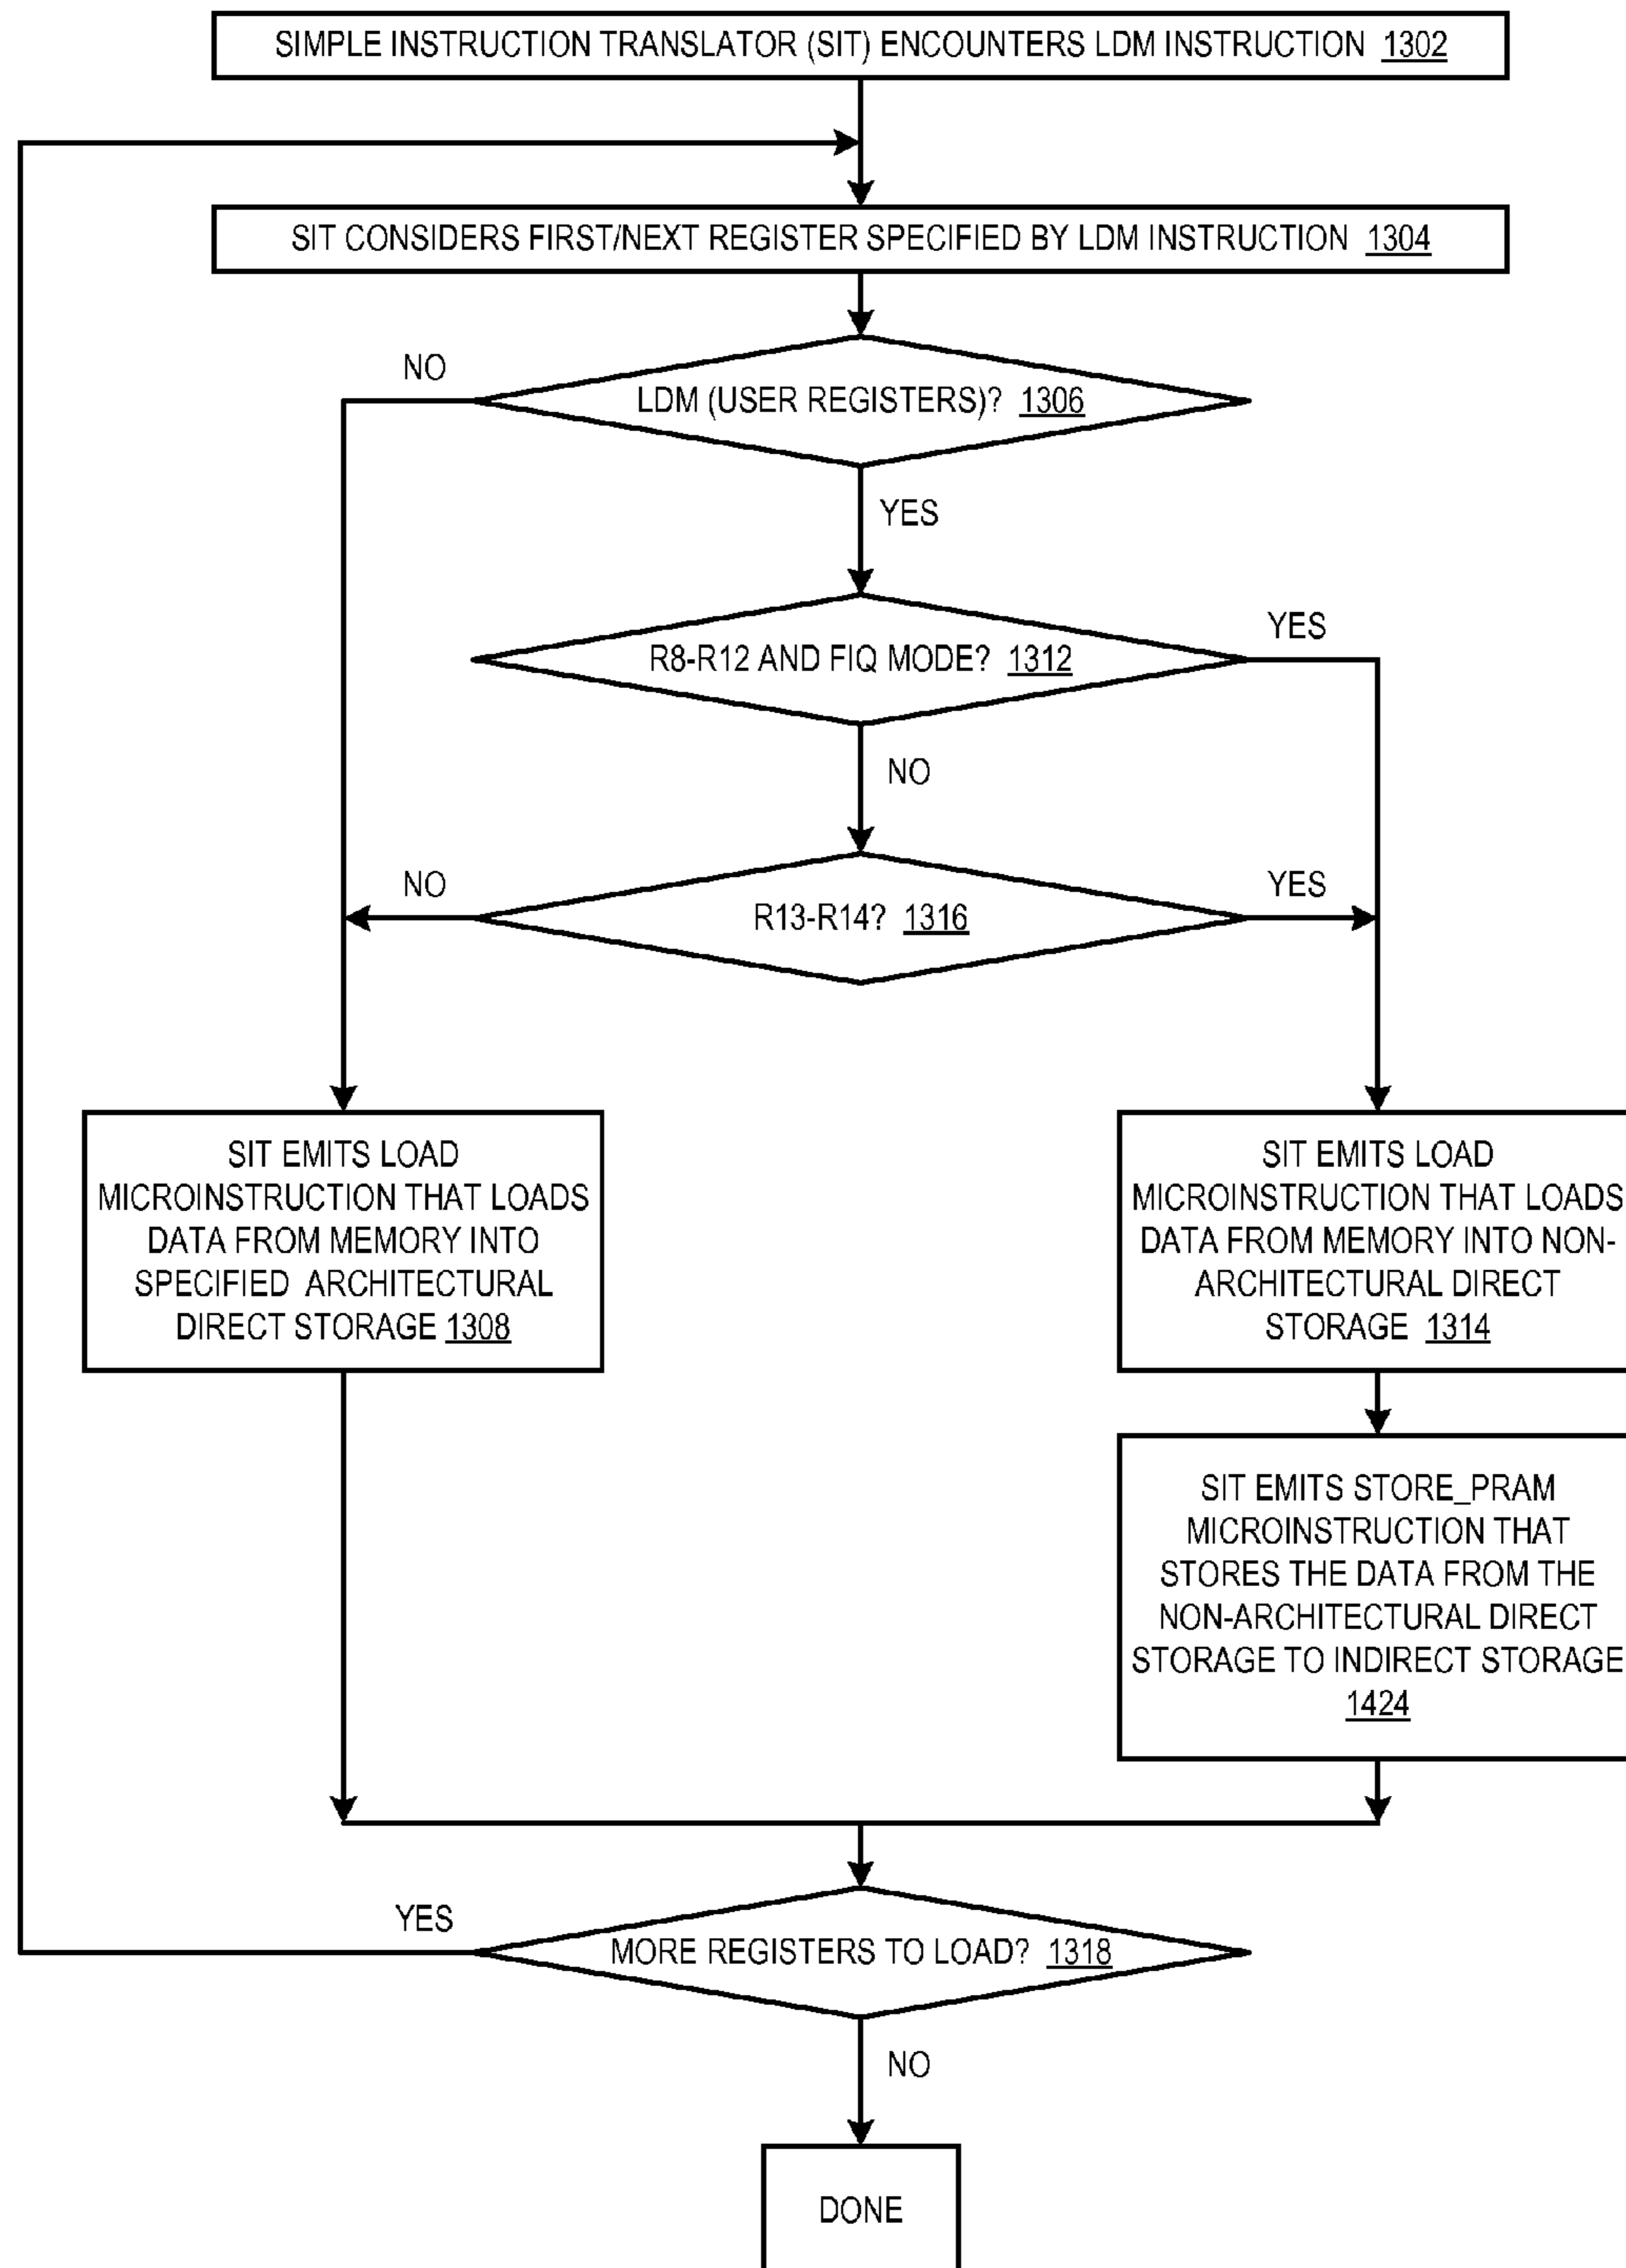 SIMPLE INSTRUCTION TRANSLATOR (SIT) ENCOUNTERS LDM INSTRUCTION 1302
SIT CONSIDERS FIRST/NEXT REGISTER SPECIFIED BY LDM INSTRUCTION 1304
NO
LDM (USER REGISTERS)? 1306
YES
YES
R8-R12 AND FIQ MODE? 1312
NO
NO
YES
R13-R14? 1316
SIT EMITS LOAD
MICROINSTRUCTION THAT LOADS
DATA FROM MEMORY INTO
SPECIFIED ARCHITECTURAL
DIRECT STORAGE 1308
SIT EMITS LOAD
MICROINSTRUCTION THAT LOADS
DATA FROM MEMORY INTO NON-
ARCHITECTURAL DIRECT
STORAGE 1314
SIT EMITS STORE_PRAM
MICROINSTRUCTION THAT
STORES THE DATA FROM THE
NON-ARCHITECTURAL DIRECT
STORAGE TO INDIRECT STORAGE
1424
YES
MORE REGISTERS TO LOAD? 1318
NO
DONE